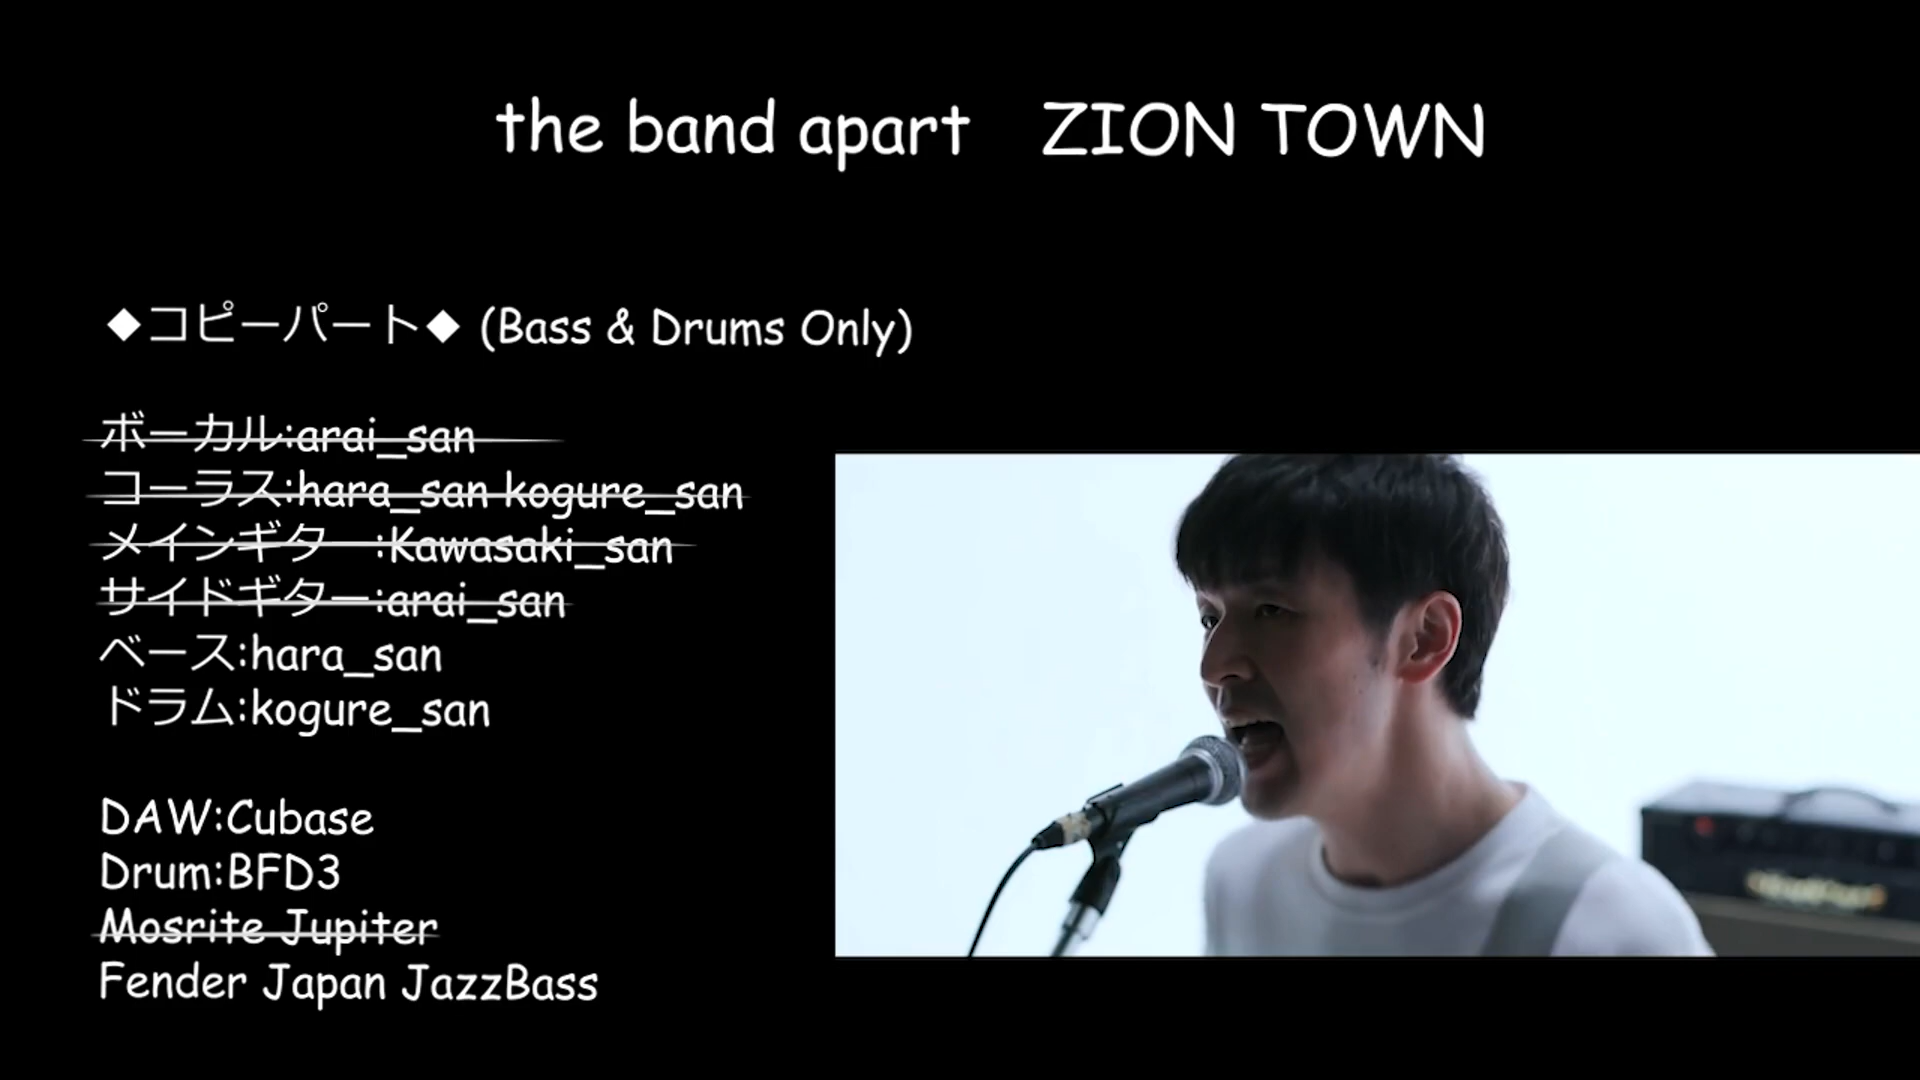 the band apart　ZION TOWN
◆コピーパート◆ (Bass & Drums Only)
ボーカル:arai_san
コーラス:hara_san kogure_san
メインギター:Kawasaki_san
サイドギター:arai_san
ベース:hara_san
ドラム:kogure_san
DAW:Cubase
Drum:BFD3
Mosrite Jupiter
Fender Japan JazzBass